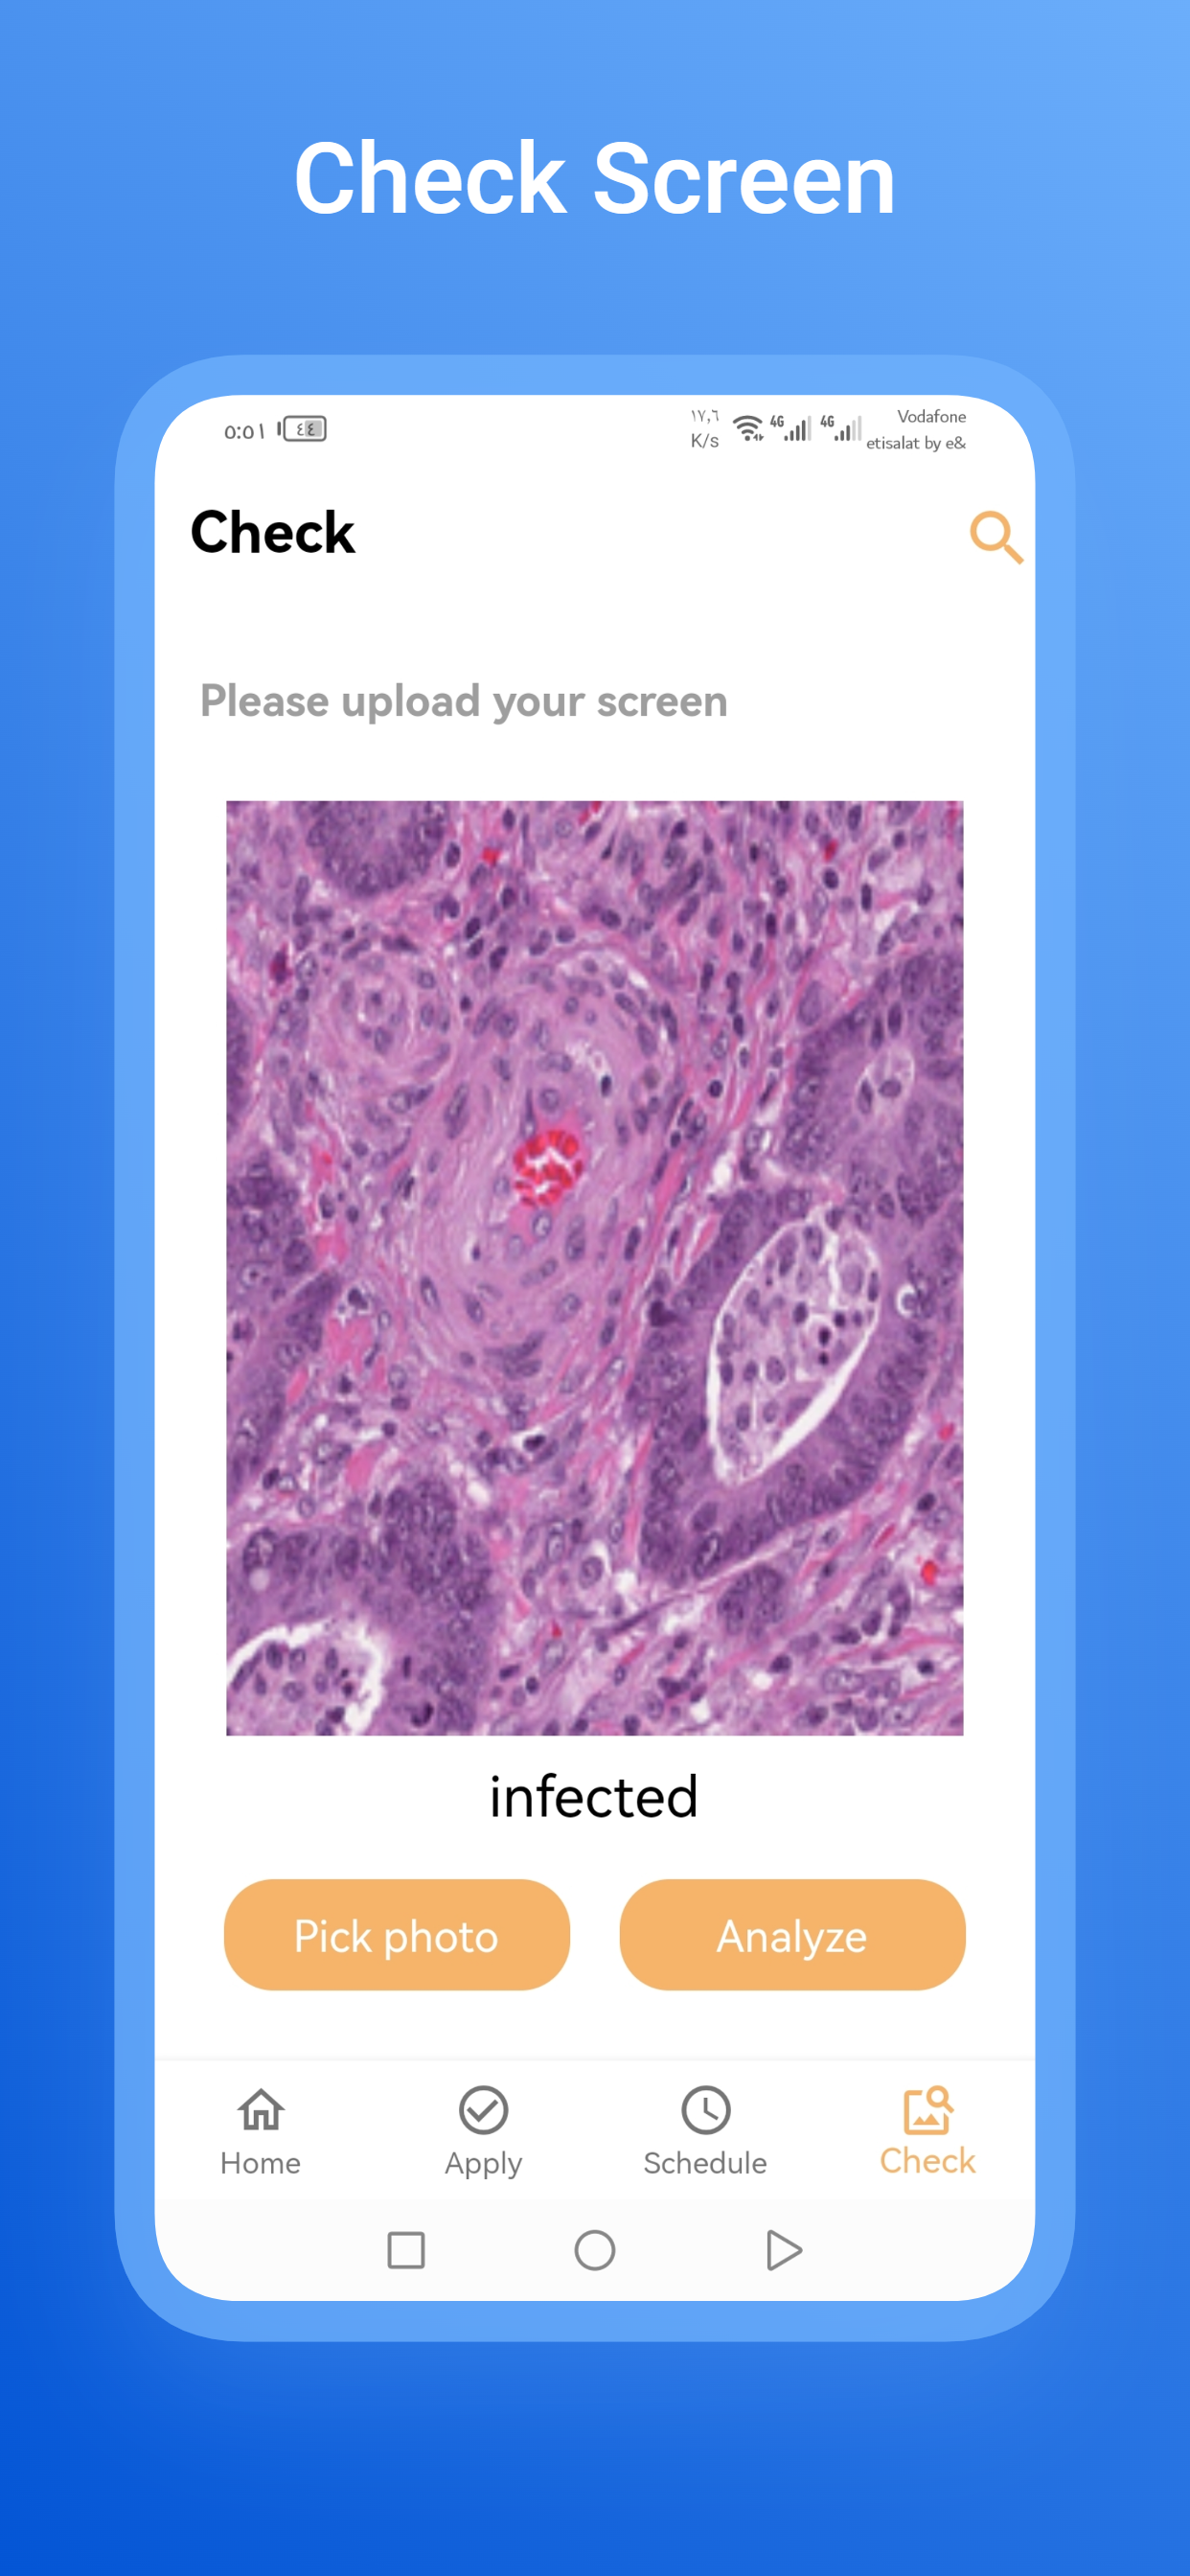 Check Screen
٥:٥١ ٤٤ ١٧,٦ 4G 4G Vodafone
K/s etisalat by e&
Check
Please upload your screen
infected
Pick photo Analyze
Home Apply Schedule Check